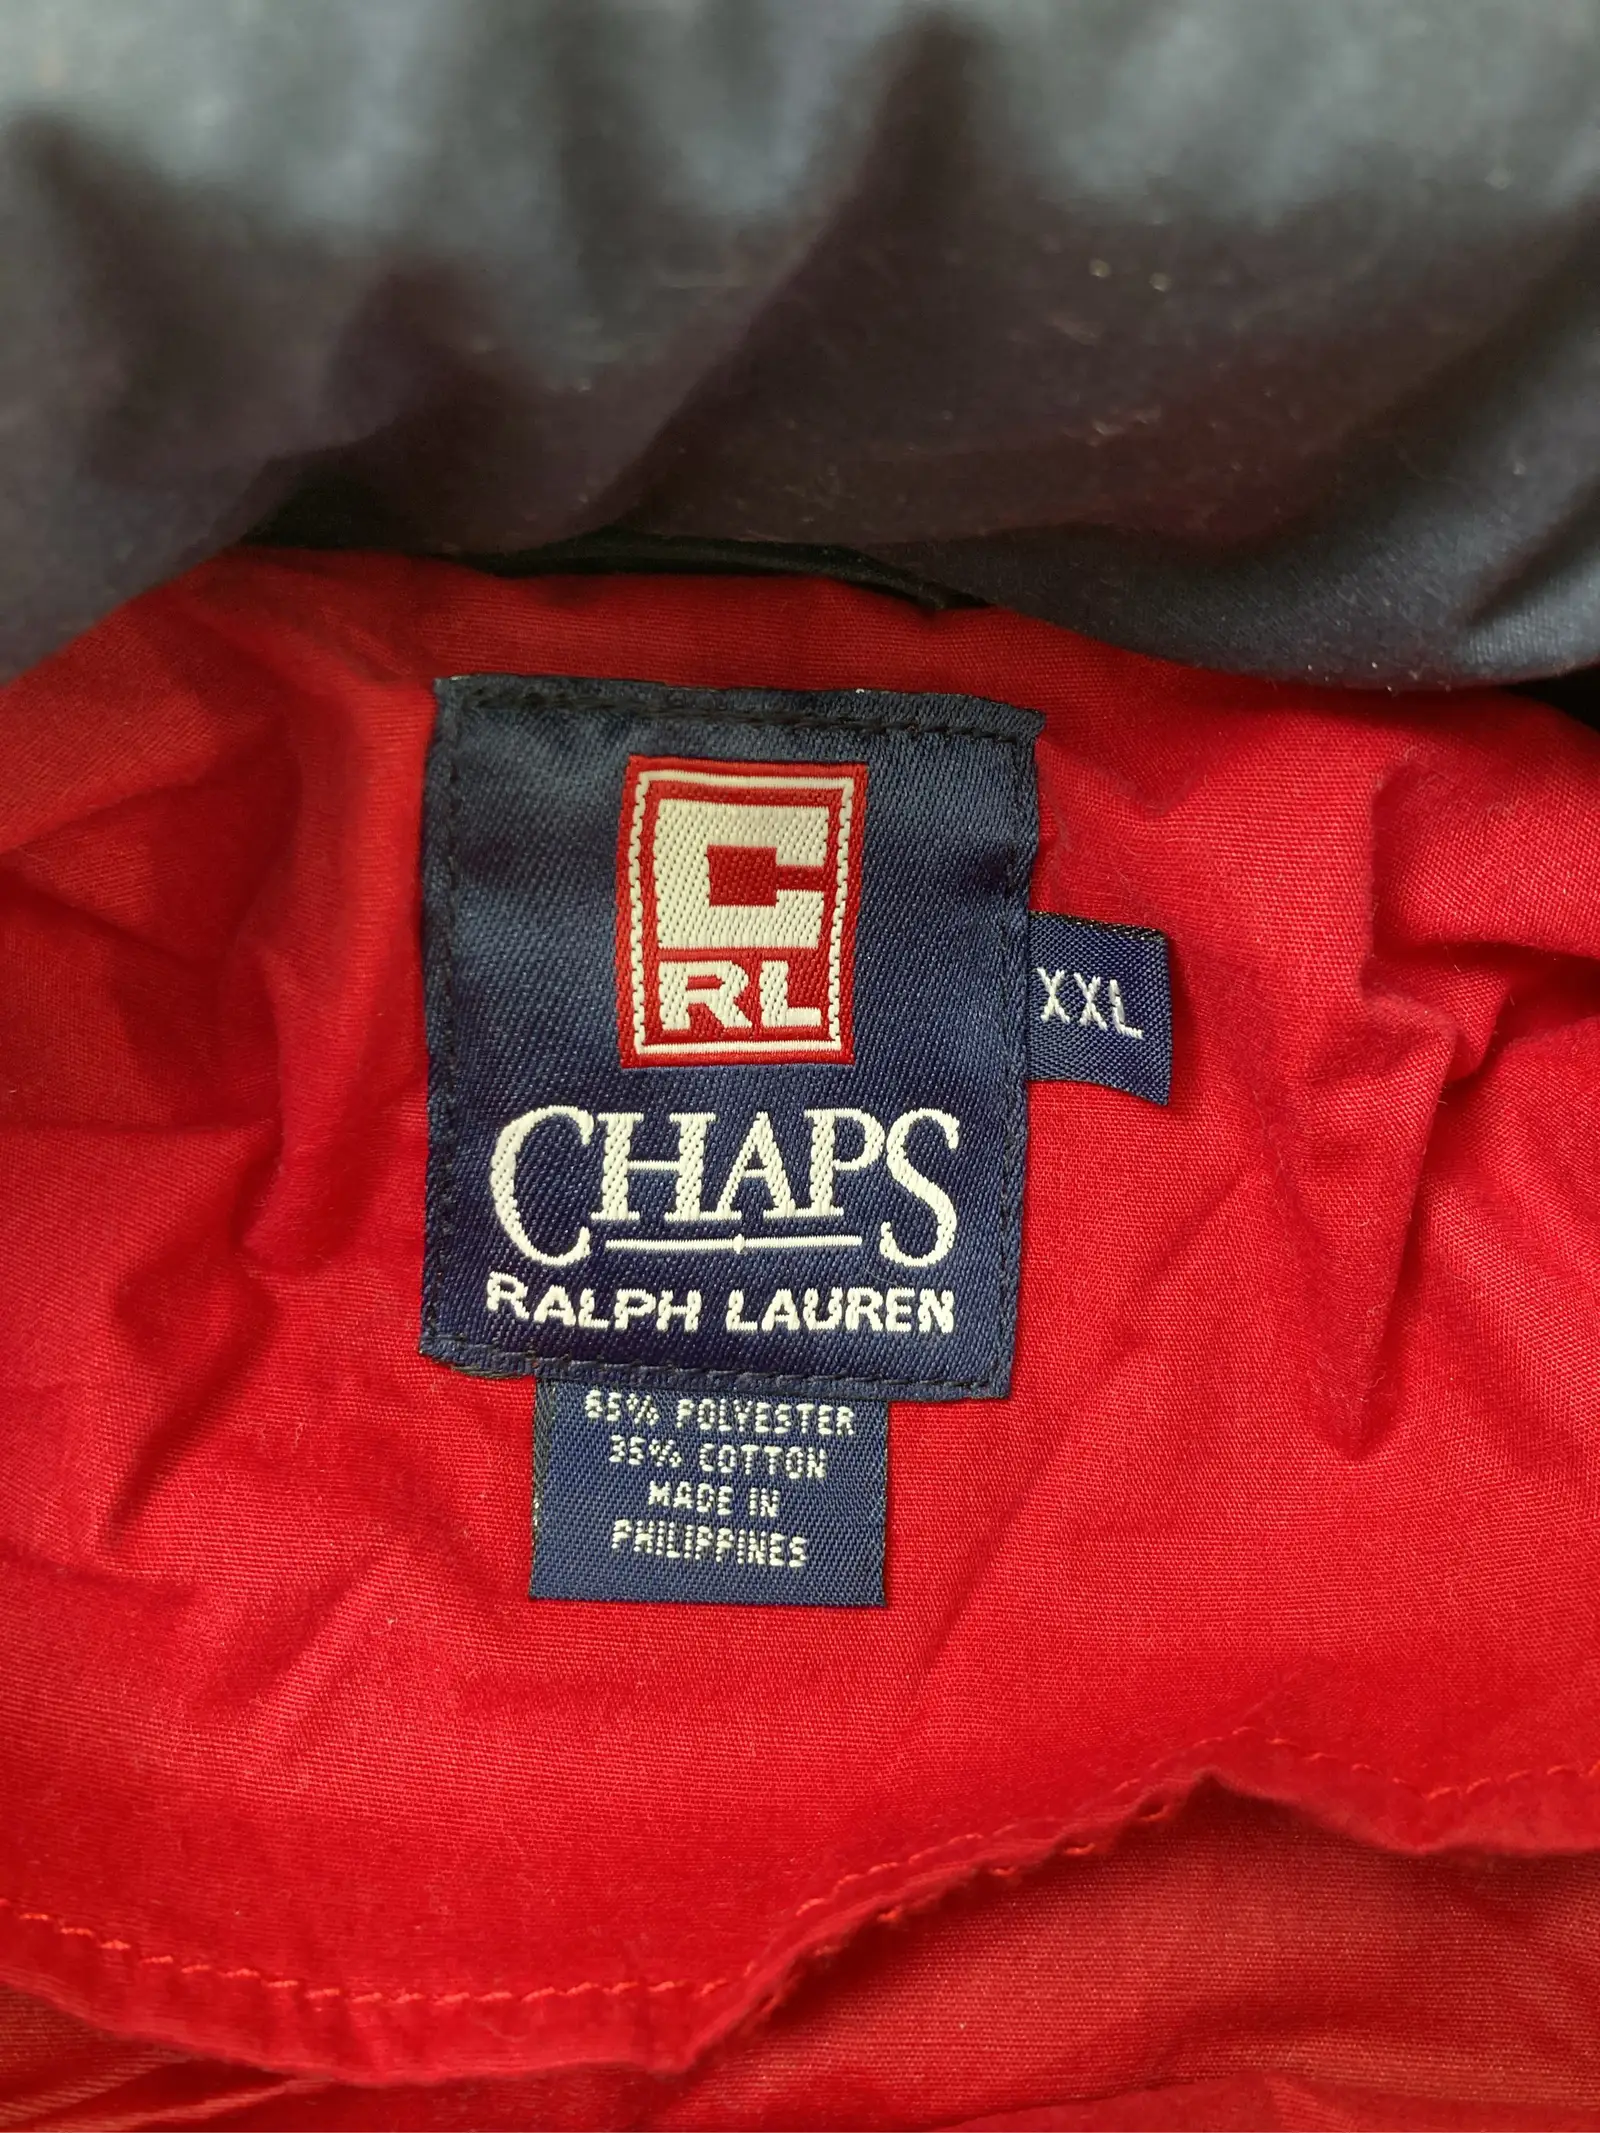 C
RL
CHAPS
RALPH LAUREN
XXL
65% POLYESTER
35% COTTON
MADE IN
PHILIPPINES